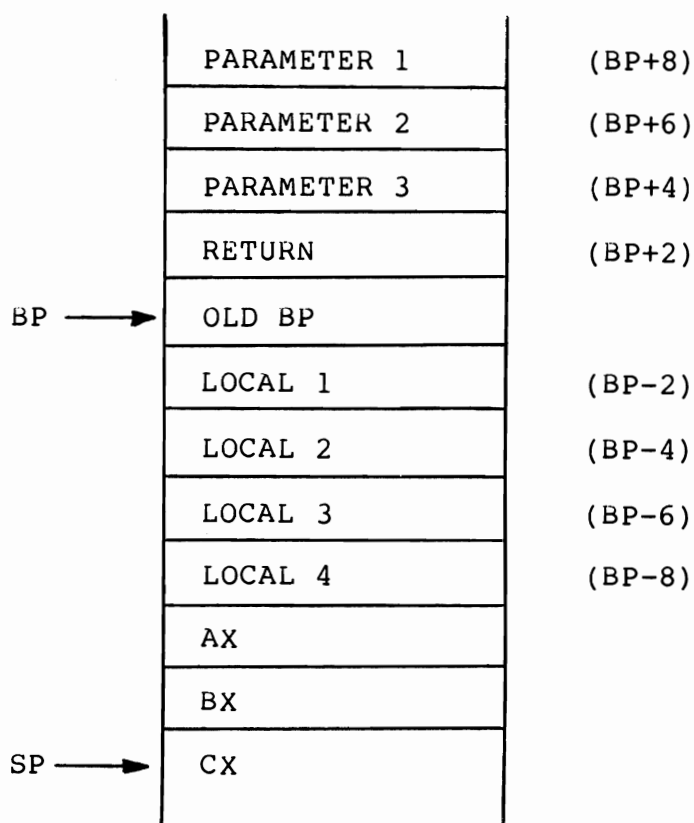 PARAMETER 1 (BP+8)
PARAMETER 2 (BP+6)
PARAMETER 3 (BP+4)
RETURN (BP+2)
BP OLD BP
LOCAL 1 (BP-2)
LOCAL 2 (BP-4)
LOCAL 3 (BP-6)
LOCAL 4 (BP-8)
AX
BX
SP CX